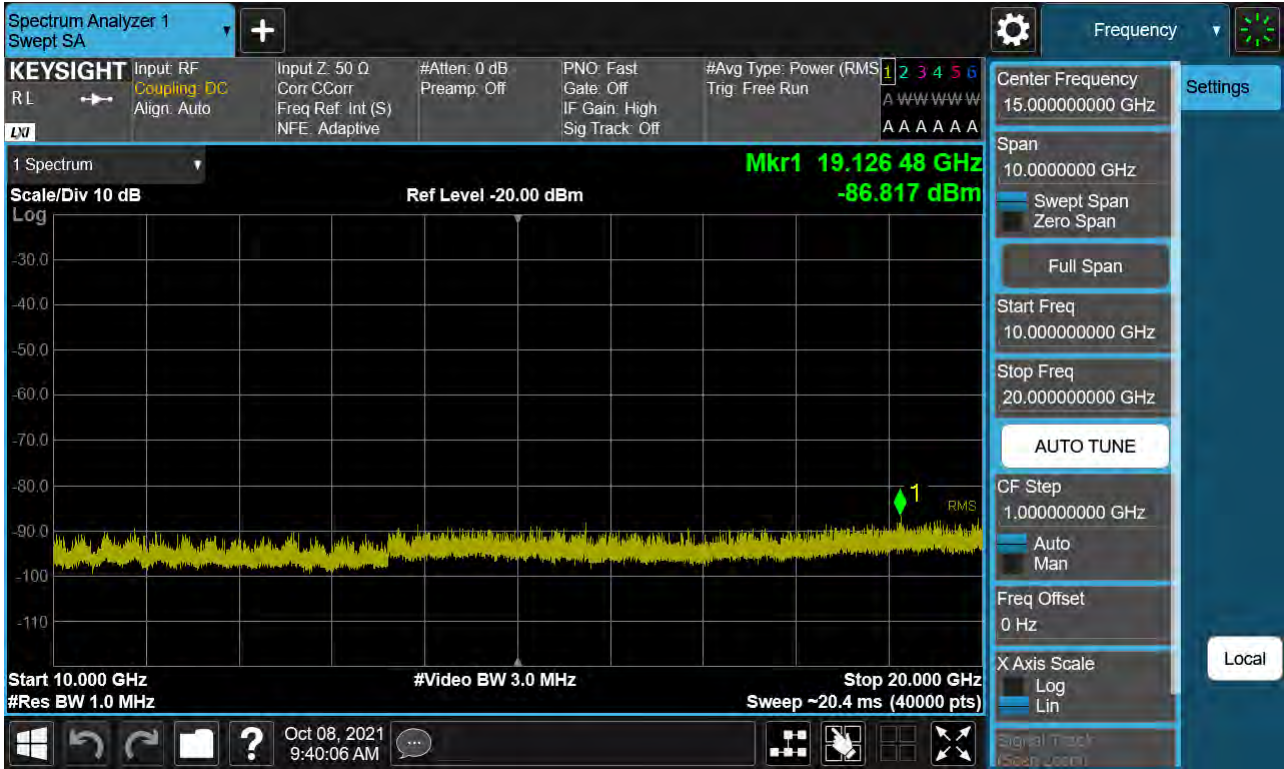 Spectrum Analyzer 1
Swept SA
+
Frequency
KEYSIGHT
R L
LXI
Input: RF
Coupling: DC
Align: Auto
Input Z: 50 Ω
Corr CCorr
Freq Ref: Int (S)
NFE: Adaptive
#Atten: 0 dB
Preamp: Off
PNO: Fast
Gate: Off
IF Gain: High
Sig Track: Off
#Avg Type: Power (RMS
Trig: Free Run
1 2 3 4 5 6
A W W W W W
A A A A A A
Center Frequency
15.000000000 GHz
Settings
Span
10.0000000 GHz
Swept Span
Zero Span
Full Span
Start Freq
10.000000000 GHz
Stop Freq
20.000000000 GHz
AUTO TUNE
CF Step
1.000000000 GHz
Auto
Man
Freq Offset
0 Hz
X Axis Scale
Log
Lin
Signal Track
(Span Zoom)
Local
1 Spectrum
Mkr1 19.126 48 GHz
-86.817 dBm
Scale/Div 10 dB
Ref Level -20.00 dBm
Log
-30.0
-40.0
-50.0
-60.0
-70.0
-80.0
-90.0
-100
-110
1
RMS
Start 10.000 GHz
#Video BW 3.0 MHz
Stop 20.000 GHz
#Res BW 1.0 MHz
Sweep ~20.4 ms (40000 pts)
?
Oct 08, 2021
9:40:06 AM